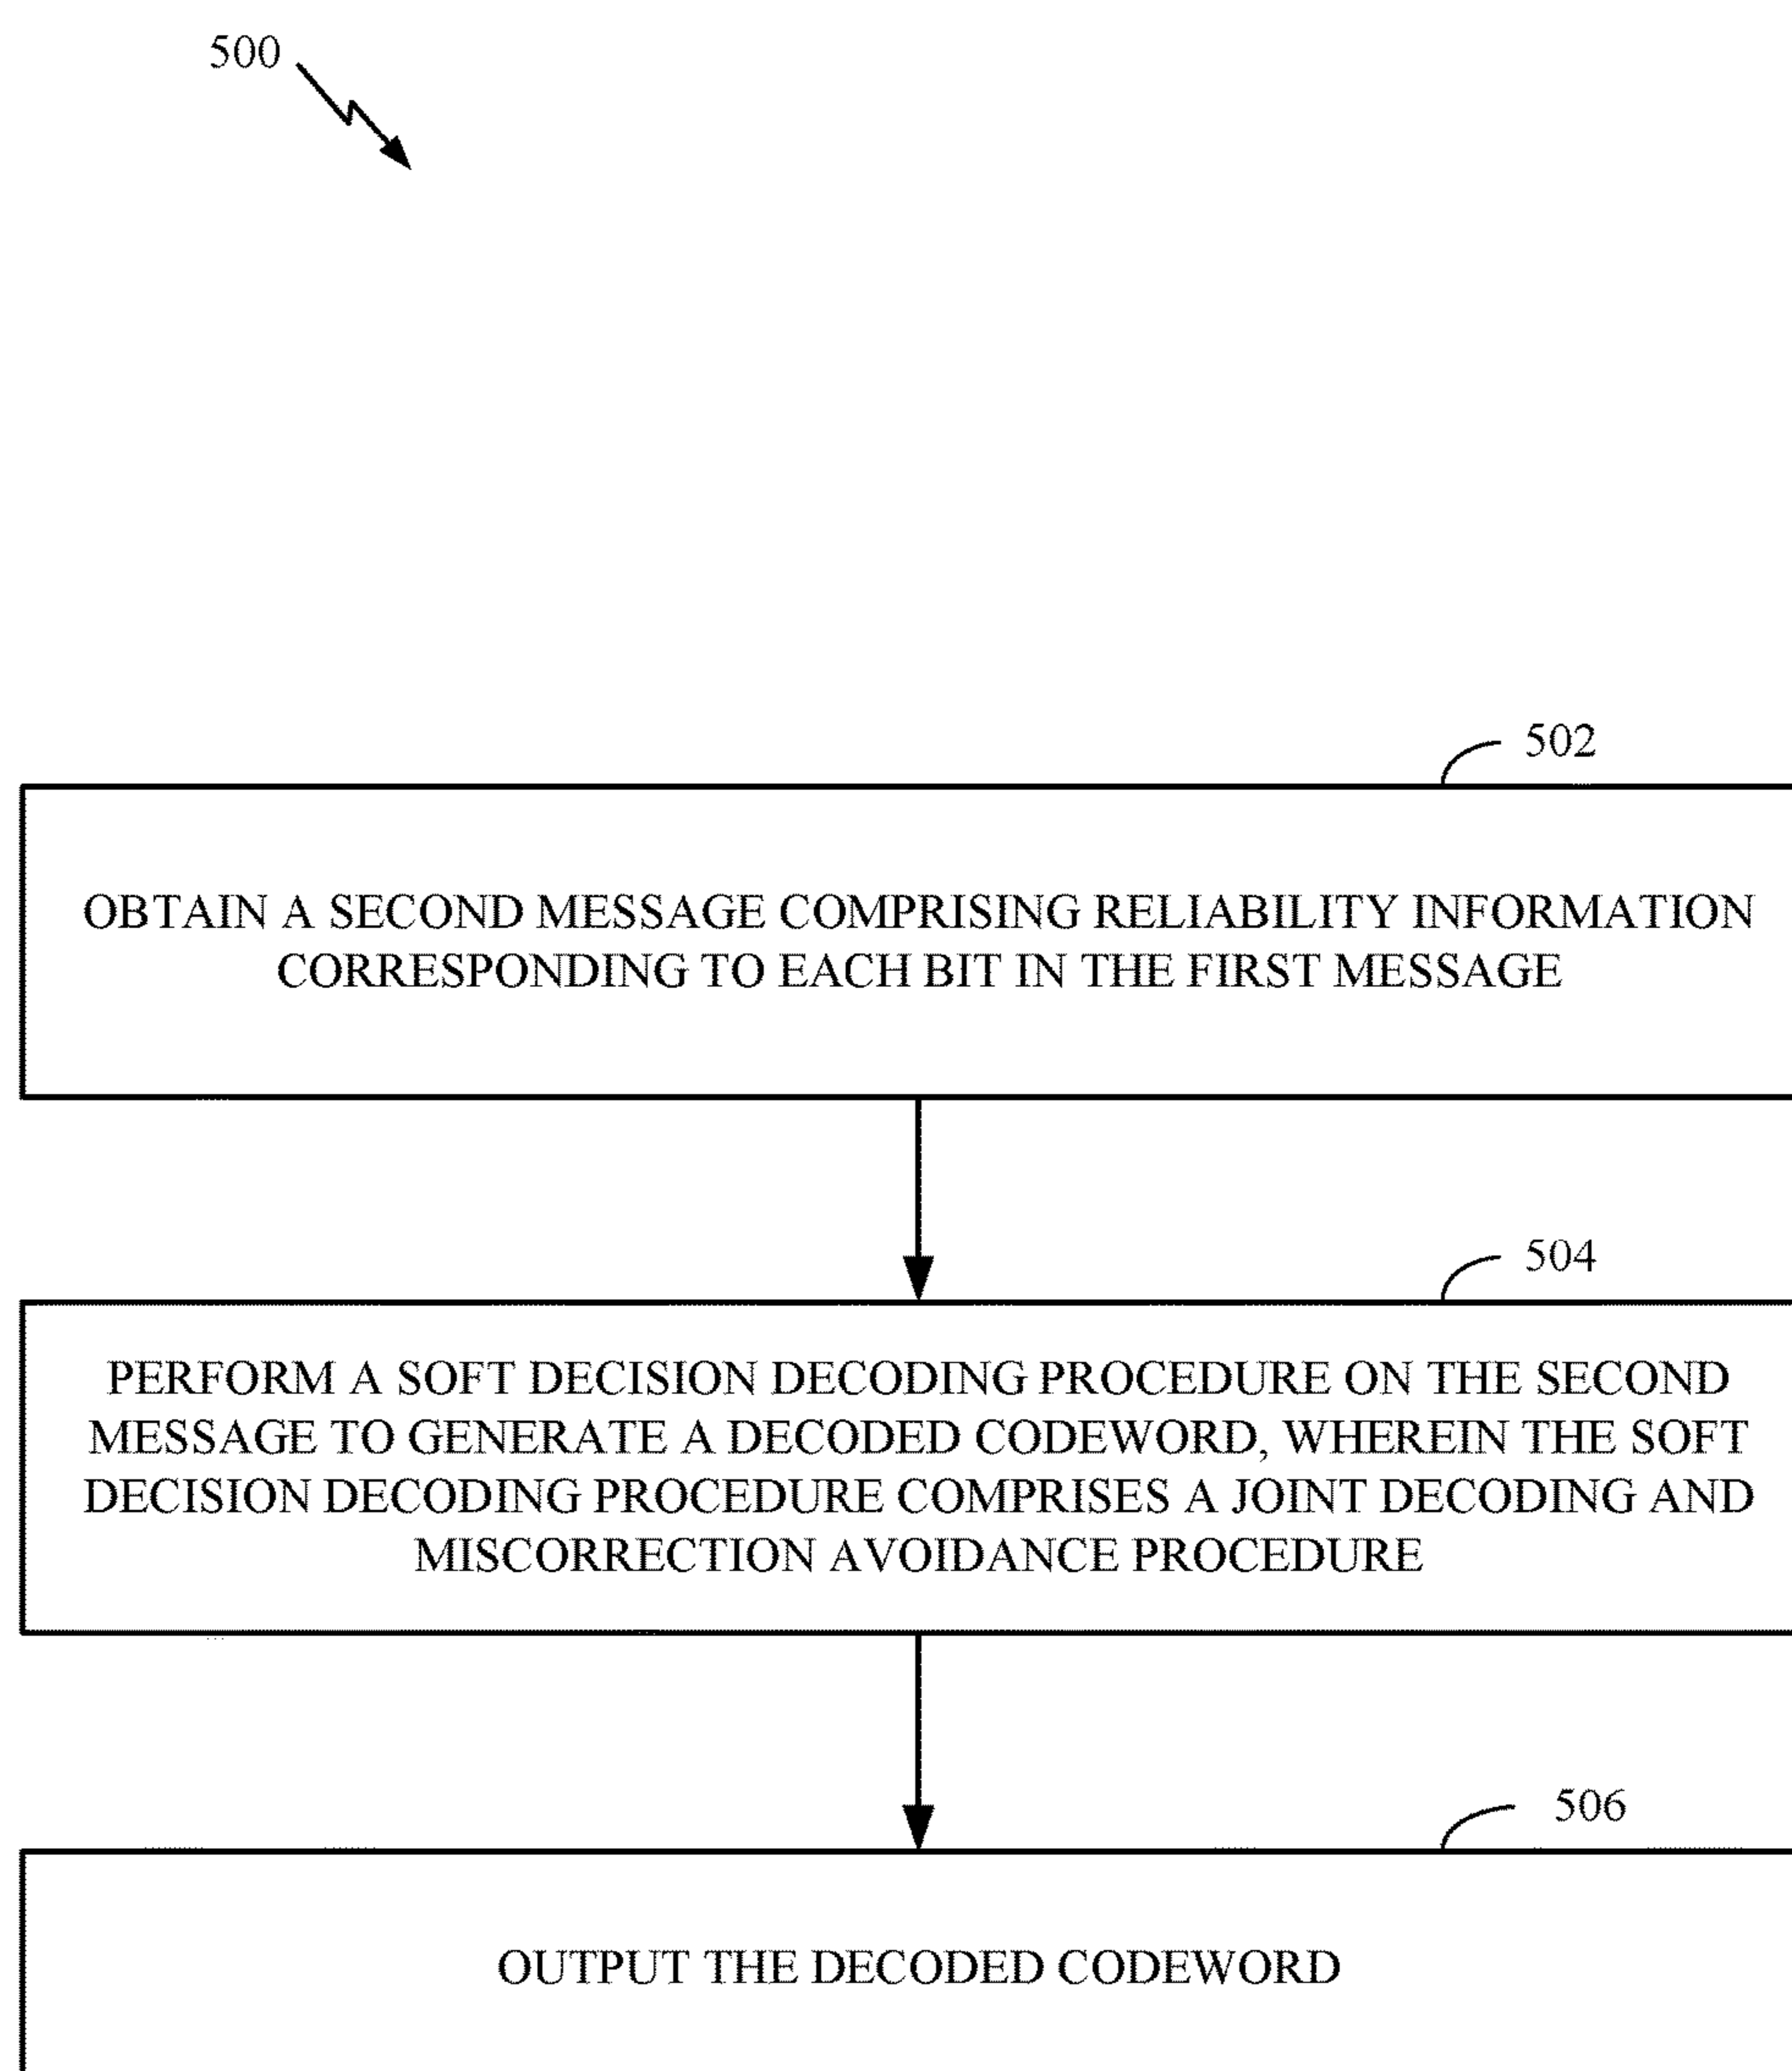 500
502
OBTAIN A SECOND MESSAGE COMPRISING RELIABILITY INFORMATION
CORRESPONDING TO EACH BIT IN THE FIRST MESSAGE
504
PERFORM A SOFT DECISION DECODING PROCEDURE ON THE SECOND
MESSAGE TO GENERATE A DECODED CODEWORD, WHEREIN THE SOFT
DECISION DECODING PROCEDURE COMPRISES A JOINT DECODING AND
MISCORRECTION AVOIDANCE PROCEDURE
506
OUTPUT THE DECODED CODEWORD